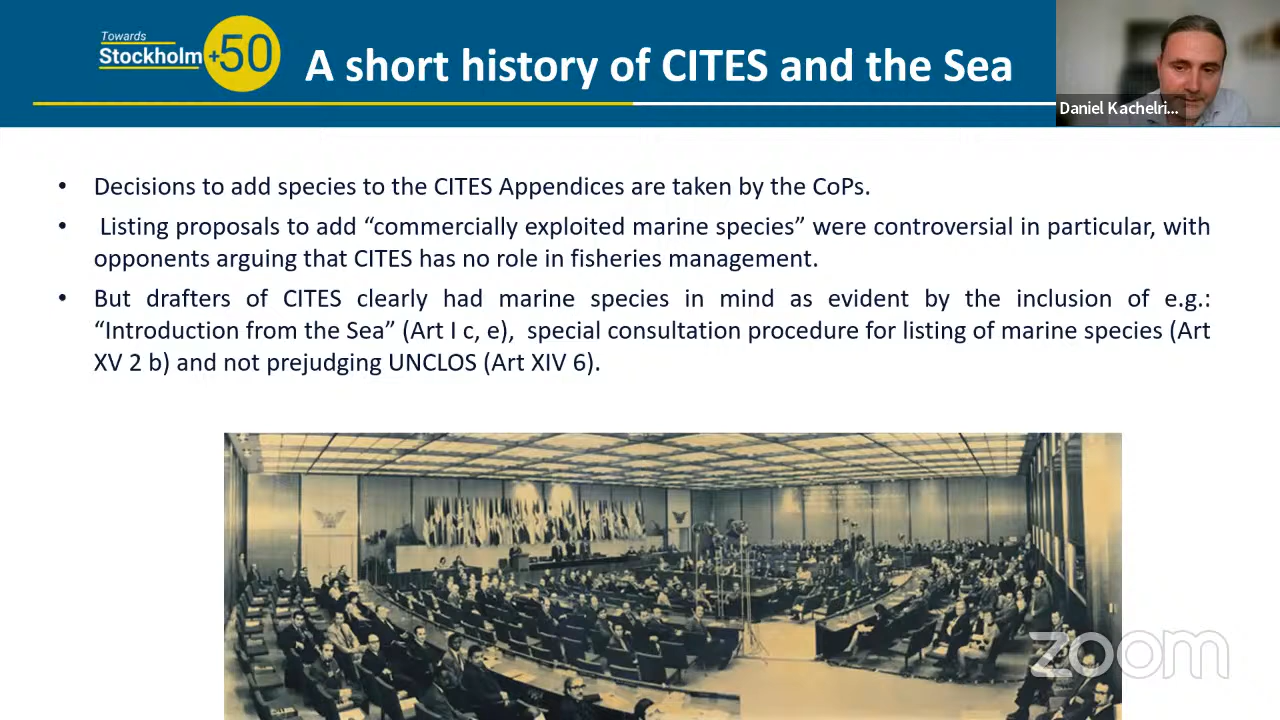 Towards
Stockholm +50
A short history of CITES and the Sea
Daniel Kachelri...
• Decisions to add species to the CITES Appendices are taken by the CoPs.
• Listing proposals to add “commercially exploited marine species” were controversial in particular, with
opponents arguing that CITES has no role in fisheries management.
• But drafters of CITES clearly had marine species in mind as evident by the inclusion of e.g.:
“Introduction from the Sea” (Art I c, e), special consultation procedure for listing of marine species (Art
XV 2 b) and not prejudging UNCLOS (Art XIV 6).
zoom